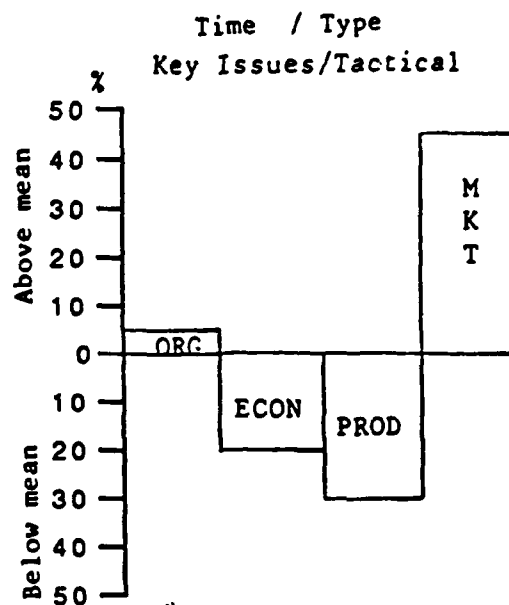 Time / Type
Key Issues/Tactical
%
50
40
30
20
10
0
10
20
30
40
50
Above mean
Below mean
ORG
ECON
PROD
M
K
T